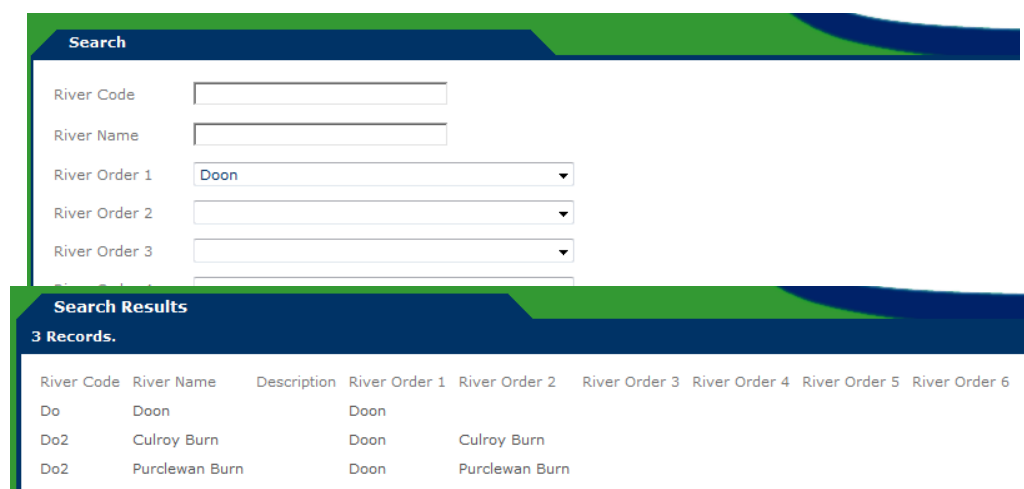 Search
River Code
River Name
River Order 1 Doon
River Order 2
River Order 3
Search Results
3 Records.
River Code River Name Description River Order 1 River Order 2 River Order 3 River Order 4 River Order 5 River Order 6
Do Doon Doon
Do2 Culroy Burn Doon Culroy Burn
Do2 Purclewan Burn Doon Purclewan Burn